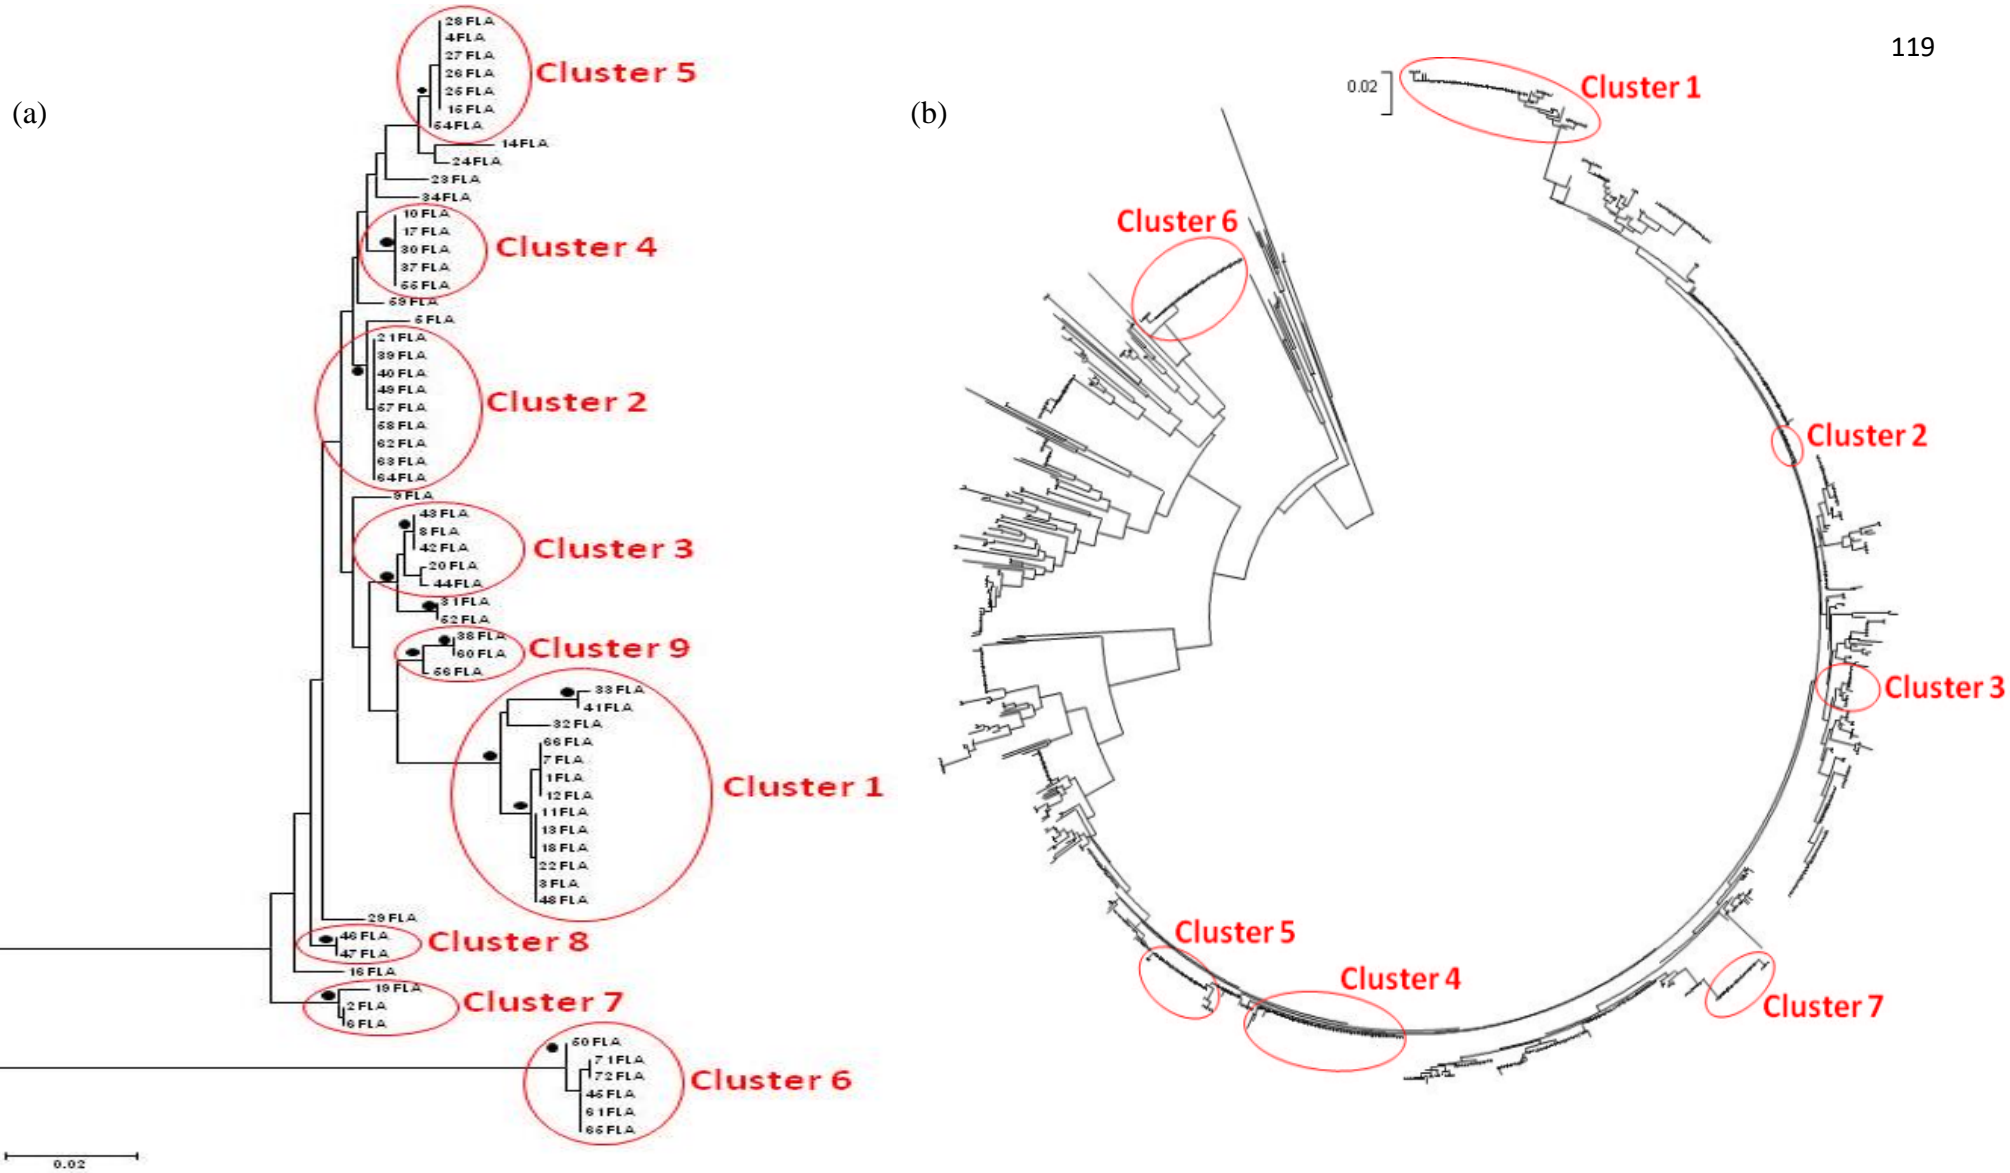 119
(a)
28 FLA
4 FLA
27 FLA
26 FLA
25 FLA
15 FLA
54 FLA
Cluster 5
14 FLA
24 FLA
23 FLA
34 FLA
10 FLA
17 FLA
30 FLA
37 FLA
55 FLA
Cluster 4
59 FLA
5 FLA
21 FLA
39 FLA
40 FLA
49 FLA
57 FLA
58 FLA
62 FLA
63 FLA
64 FLA
Cluster 2
9 FLA
43 FLA
8 FLA
42 FLA
20 FLA
44 FLA
Cluster 3
31 FLA
52 FLA
38 FLA
60 FLA
56 FLA
Cluster 9
33 FLA
41 FLA
32 FLA
66 FLA
7 FLA
1 FLA
12 FLA
11 FLA
13 FLA
18 FLA
22 FLA
3 FLA
48 FLA
Cluster 1
29 FLA
46 FLA
47 FLA
Cluster 8
16 FLA
19 FLA
2 FLA
6 FLA
Cluster 7
50 FLA
71 FLA
72 FLA
45 FLA
61 FLA
65 FLA
Cluster 6
0.02
(b)
0.02
Cluster 1
Cluster 6
Cluster 2
Cluster 3
Cluster 5
Cluster 4
Cluster 7